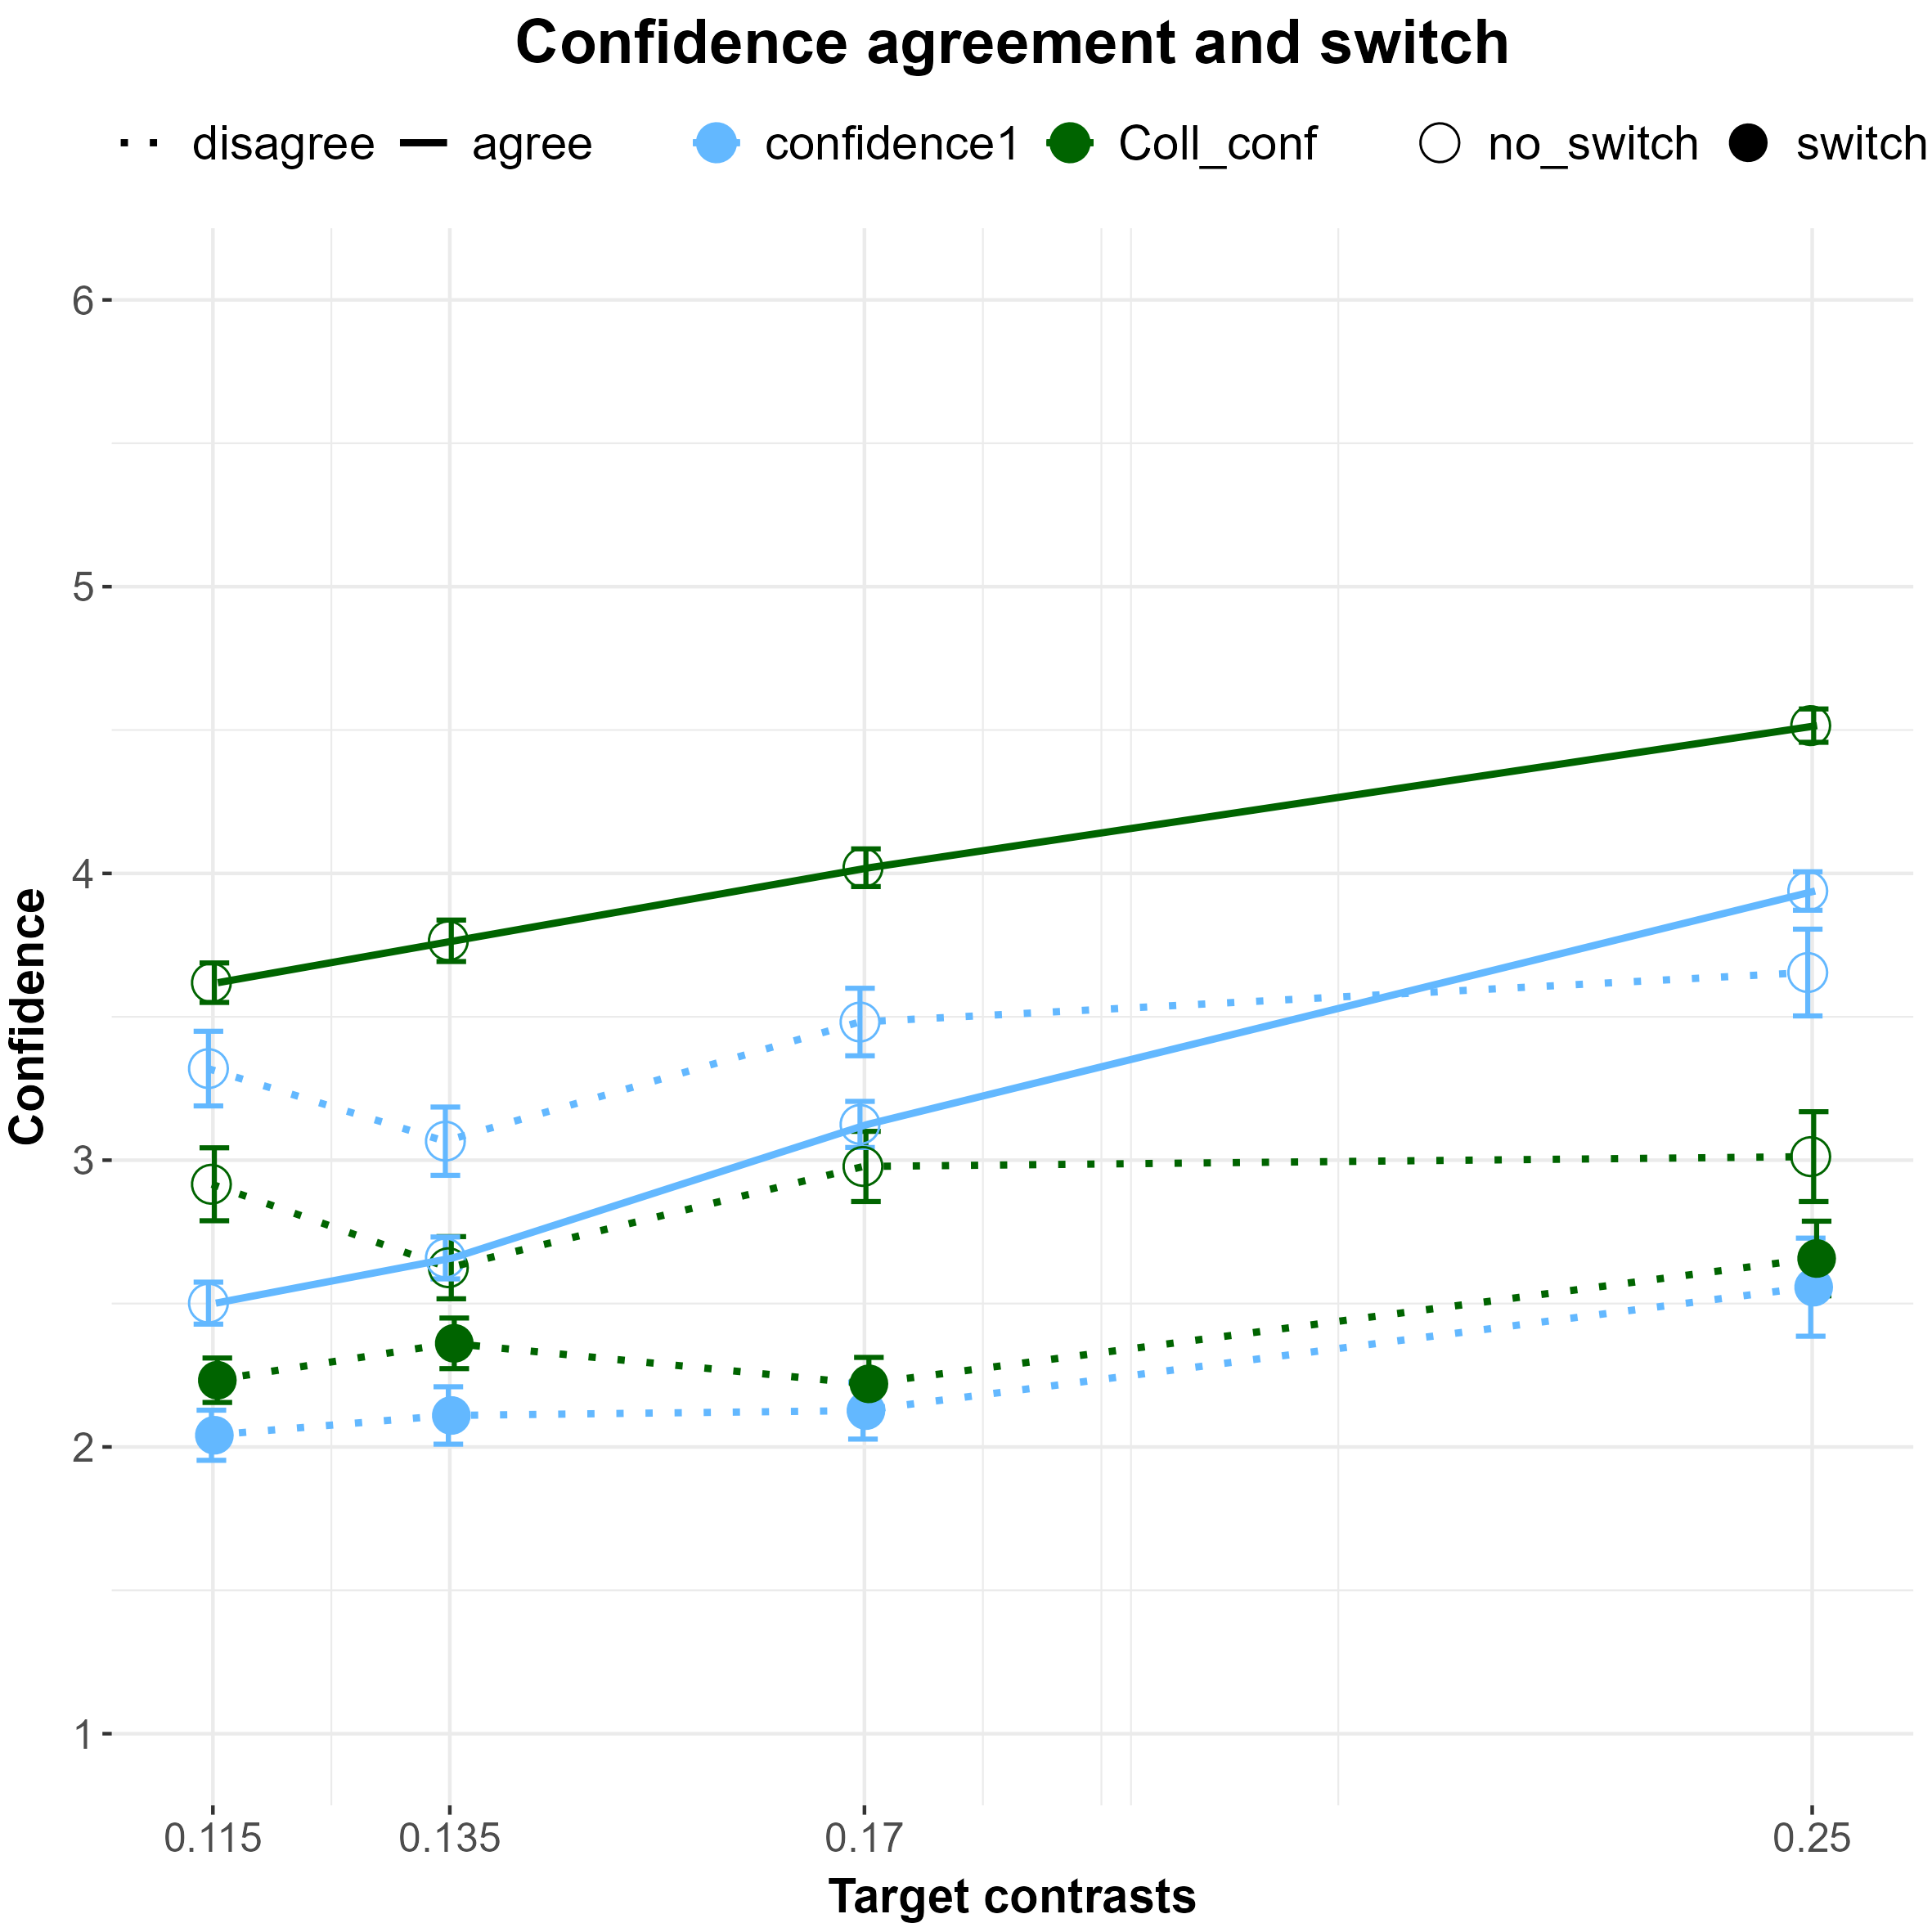 Confidence agreement and switch
disagree agree confidence1 Coll_conf no_switch switch
6
5
4
3
2
1
Confidence
0.115 0.135 0.17 0.25
Target contrasts